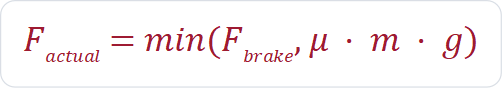 F_actual = min(F_brake, μ · m · g)